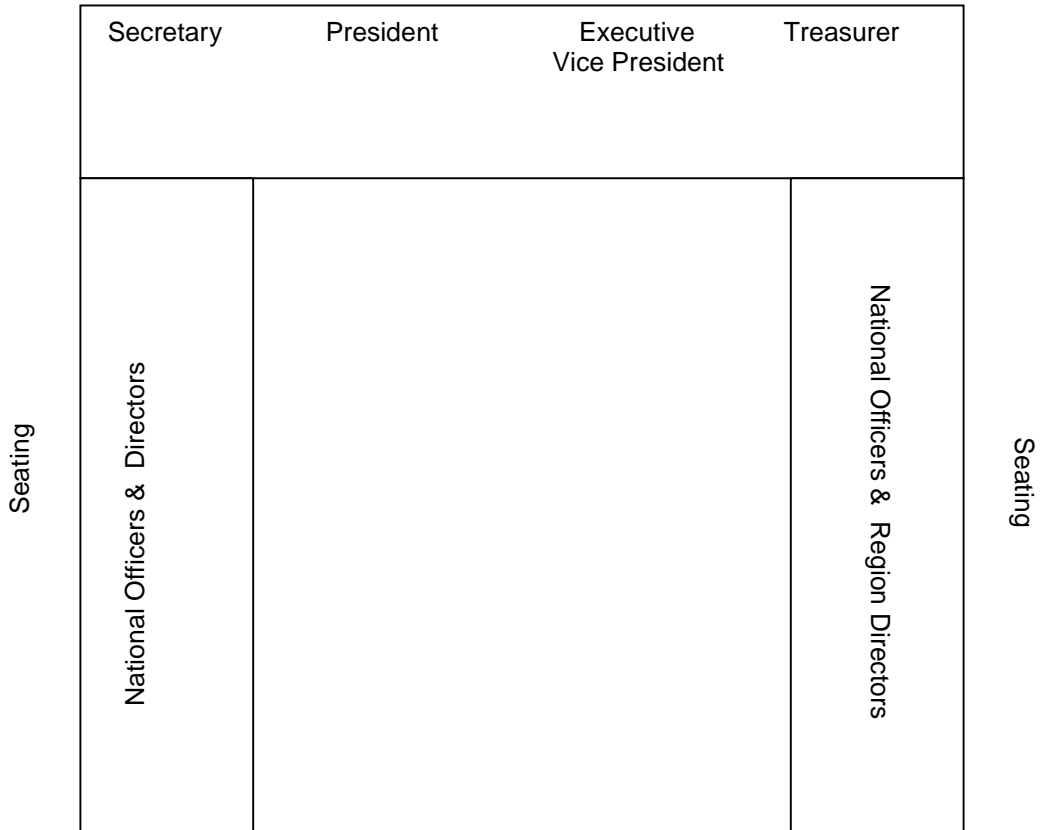 Secretary President Executive Treasurer
Vice President
Seating
National Officers & Directors
National Officers & Region Directors
Seating